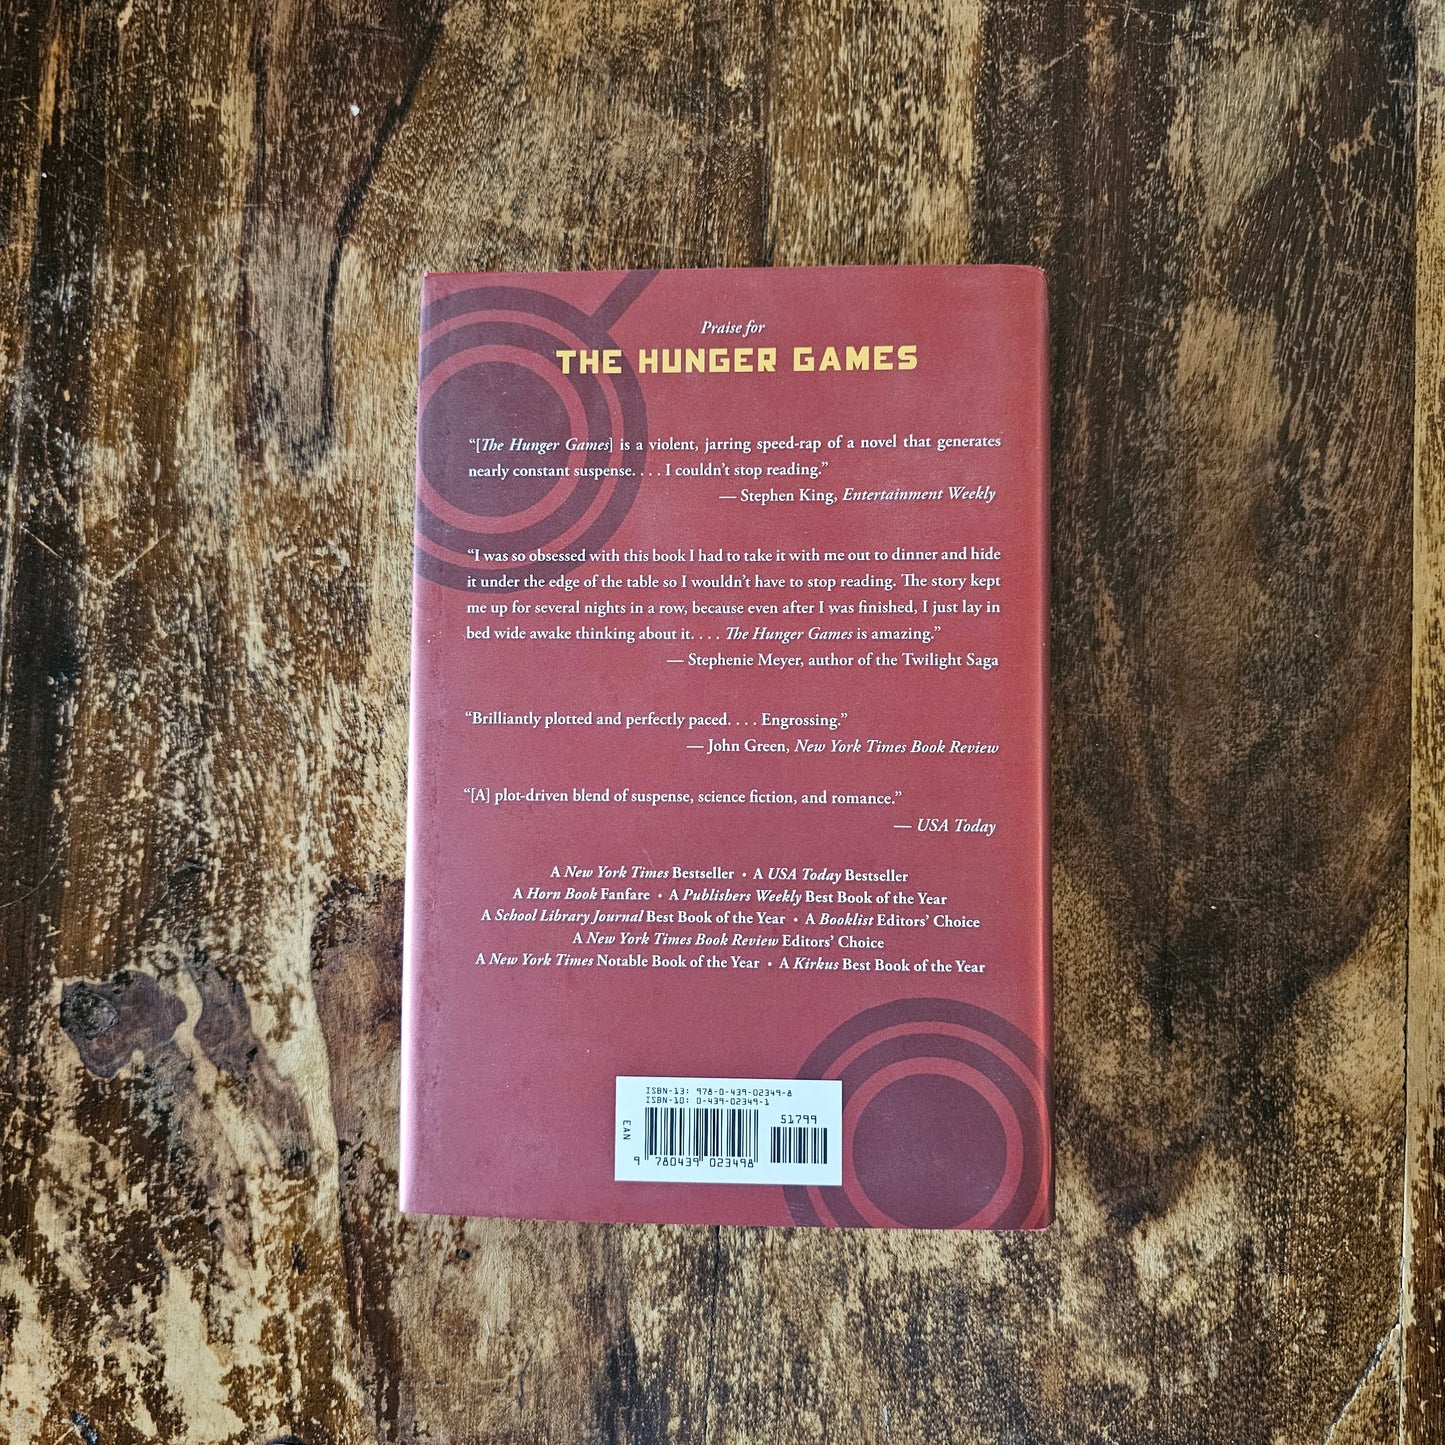 Praise for
THE HUNGER GAMES
“[The Hunger Games] is a violent, jarring speed-rap of a novel that generates
nearly constant suspense. . . . I couldn’t stop reading.”
— Stephen King, Entertainment Weekly
“I was so obsessed with this book I had to take it with me out to dinner and hide
it under the edge of the table so I wouldn’t have to stop reading. The story kept
me up for several nights in a row, because even after I was finished, I just lay in
bed wide awake thinking about it. . . . The Hunger Games is amazing.”
— Stephenie Meyer, author of the Twilight Saga
“Brilliantly plotted and perfectly paced. . . . Engrossing.”
— John Green, New York Times Book Review
“[A] plot-driven blend of suspense, science fiction, and romance.”
— USA Today
A New York Times Bestseller • A USA Today Bestseller
A Horn Book Fanfare • A Publishers Weekly Best Book of the Year
A School Library Journal Best Book of the Year • A Booklist Editors’ Choice
A New York Times Book Review Editors’ Choice
A New York Times Notable Book of the Year • A Kirkus Best Book of the Year
ISBN-13: 978-0-439-02349-8
ISBN-10: 0-439-02349-1
51799
EAN
9 780439 023498